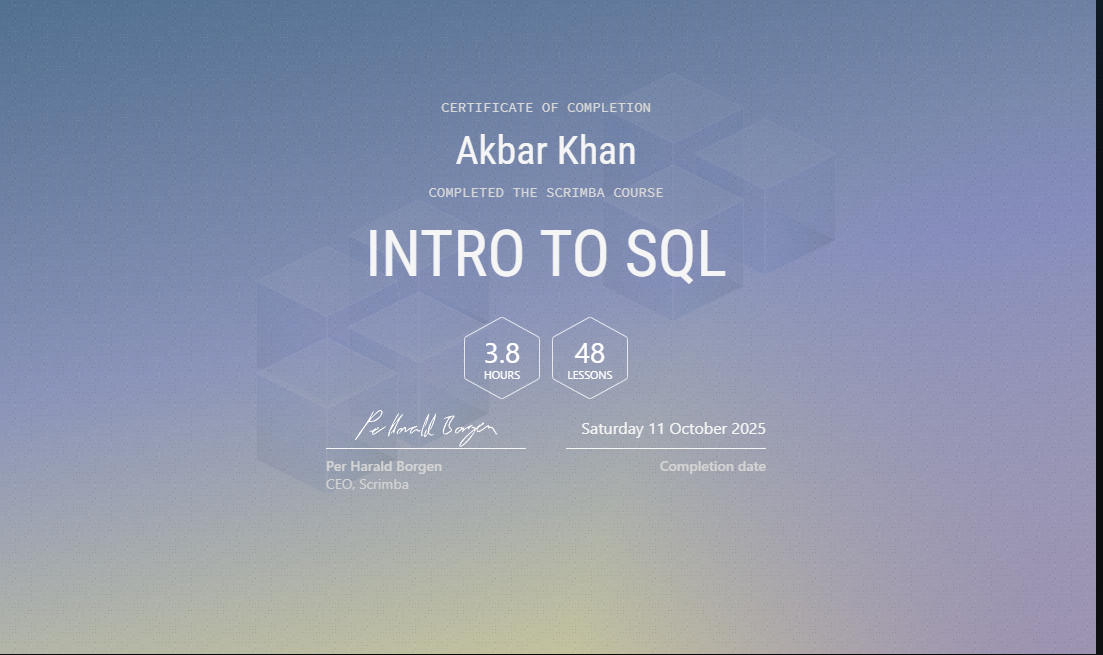 CERTIFICATE OF COMPLETION
Akbar Khan
COMPLETED THE SCRIMBA COURSE
INTRO TO SQL
3.8
HOURS
48
LESSONS
Per Harald Borgen
Saturday 11 October 2025
Per Harald Borgen
CEO, Scrimba
Completion date